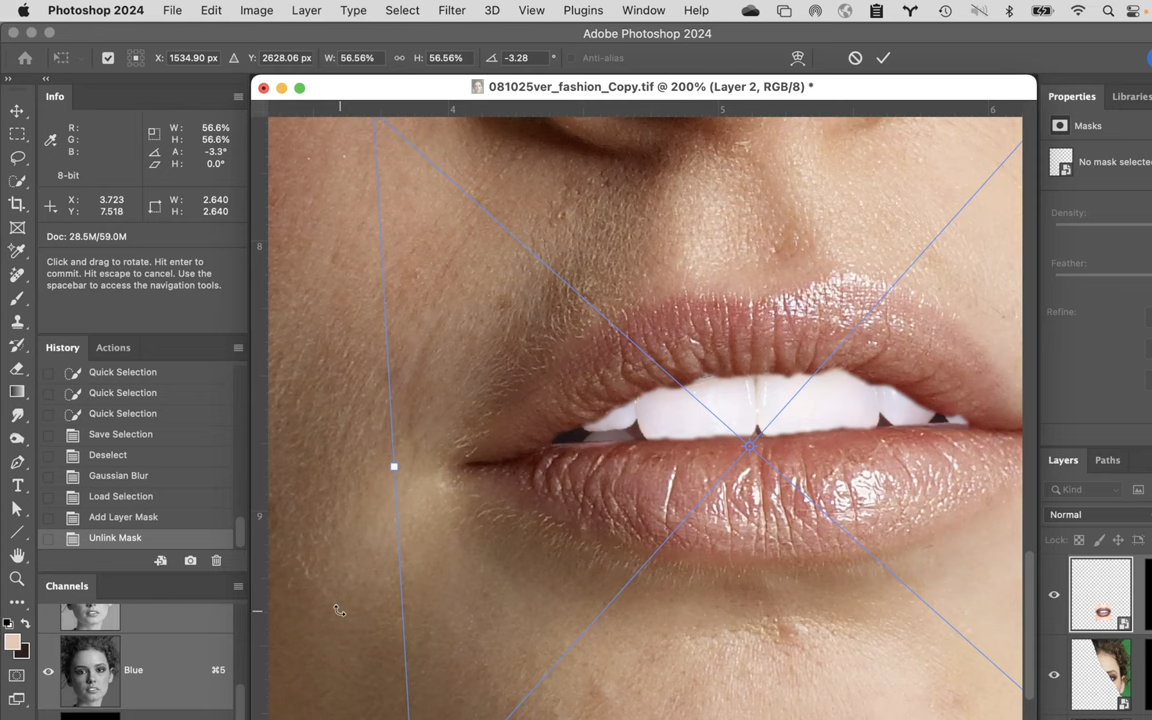 Photoshop 2024 File Edit Image Layer Type Select Filter 3D View Plugins Window Help
Adobe Photoshop 2024
X: 1534.90 px Y: 2628.06 px W: 56.56% H: 56.56% -3.28 ° Anti-alias
Info
R:
G:
B:
8-bit
W: 56.6%
H: 56.6%
A: -3.3°
H: 0.0°
X: 3.723
Y: 7.518
W: 2.640
H: 2.640
Doc: 28.5M/59.0M
Click and drag to rotate. Hit enter to
commit. Hit escape to cancel. Use the
spacebar to access the navigation tools.
History Actions
Quick Selection
Quick Selection
Quick Selection
Save Selection
Deselect
Gaussian Blur
Load Selection
Add Layer Mask
Unlink Mask
Channels
Blue ⌘5
081025ver_fashion_Copy.tif @ 200% (Layer 2, RGB/8) *
4 5 6
8
9
Properties Libraries
Masks
No mask selected
Density:
Feather:
Refine:
Layers Paths
Kind
Normal
Lock: